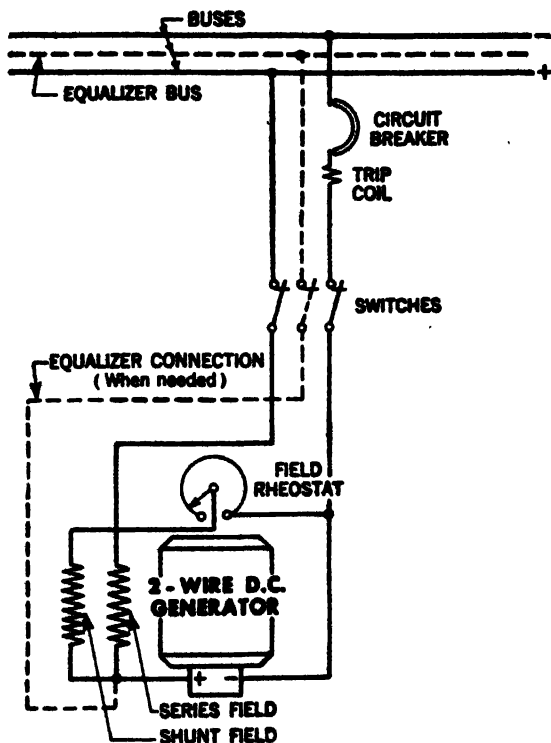 BUSES
−
+
EQUALIZER BUS
CIRCUIT
BREAKER
TRIP
COIL
SWITCHES
EQUALIZER CONNECTION
(When needed)
FIELD
RHEOSTAT
2 - WIRE D.C.
GENERATOR
+ −
SERIES FIELD
SHUNT FIELD